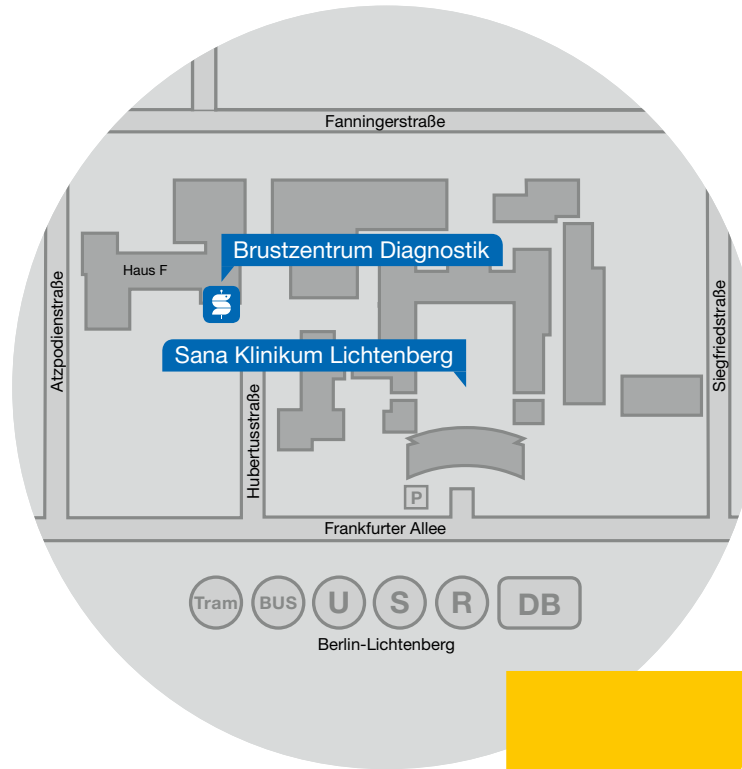 Fanningerstraße
Brustzentrum Diagnostik
Haus F
Atzpodienstraße
Siegfriedstraße
Sana Klinikum Lichtenberg
Hubertusstraße
P
Frankfurter Allee
Tram BUS U S R DB
Berlin-Lichtenberg